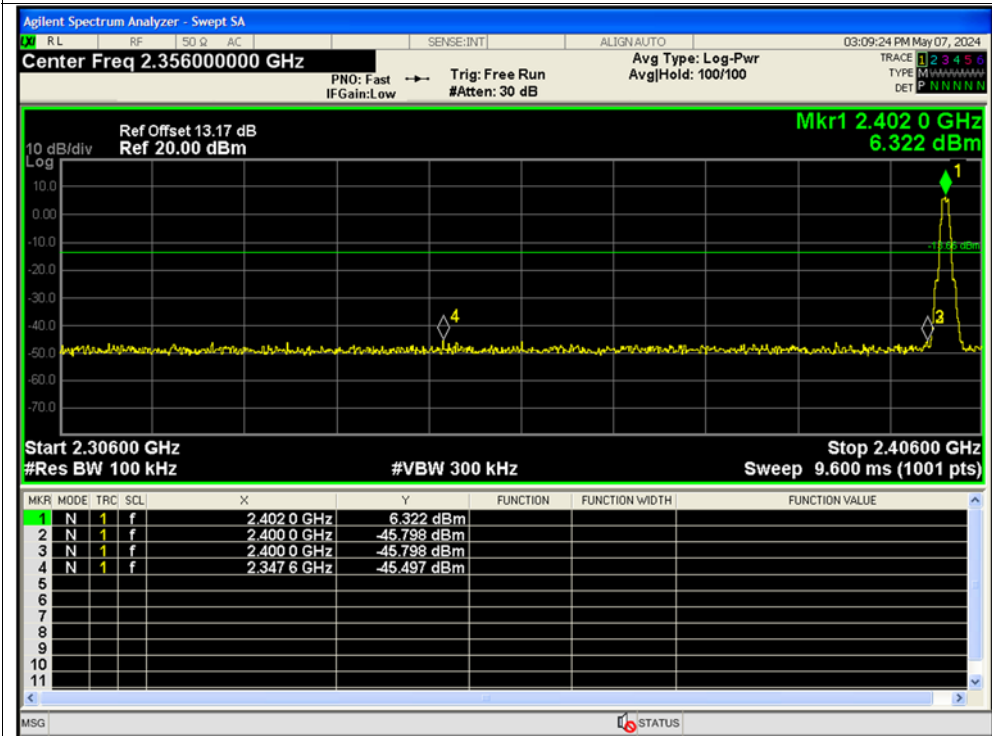 Agilent Spectrum Analyzer - Swept SA
RL RF 50 Ω AC SENSE:INT ALIGNAUTO 03:09:24 PM May 07, 2024
Center Freq 2.356000000 GHz
PNO: Fast Trig: Free Run Avg Type: Log-Pwr TRACE 1 2 3 4 5 6
IFGain:Low #Atten: 30 dB Avg|Hold: 100/100 TYPE M
DET P N N N N N
Mkr1 2.402 0 GHz
6.322 dBm
Ref Offset 13.17 dB
10 dB/div Ref 20.00 dBm
Log
1
10.0
0.00
-10.0
-13.66 dBm
-20.0
-30.0
4
3
-40.0
-50.0
-60.0
-70.0
Start 2.30600 GHz Stop 2.40600 GHz
#Res BW 100 kHz #VBW 300 kHz Sweep 9.600 ms (1001 pts)
MKR MODE TRC SCL X Y FUNCTION FUNCTION WIDTH FUNCTION VALUE
1 N 1 f 2.402 0 GHz 6.322 dBm
2 N 1 f 2.400 0 GHz -45.798 dBm
3 N 1 f 2.400 0 GHz -45.798 dBm
4 N 1 f 2.347 6 GHz -45.497 dBm
5
6
7
8
9
10
11
MSG STATUS